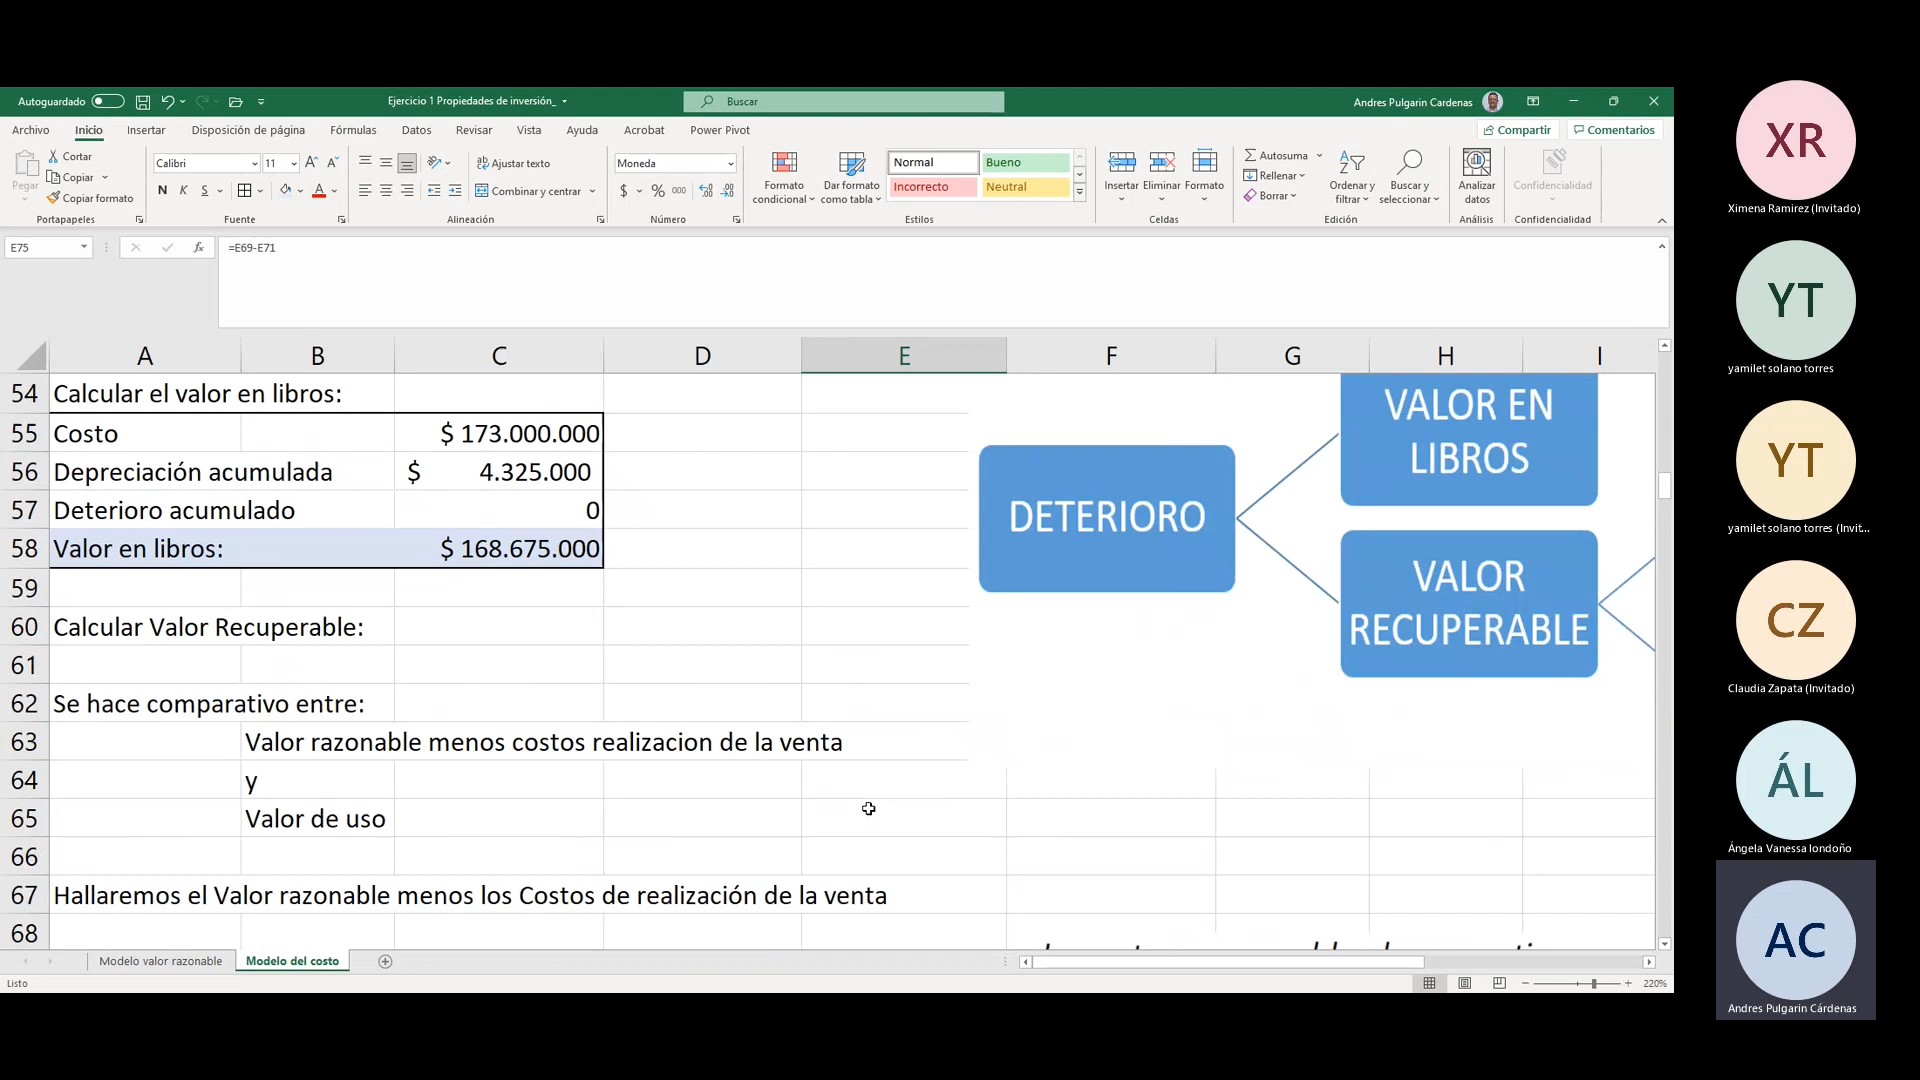 Autoguardado
Ejercicio 1 Propiedades de inversión_
Buscar
Andres Pulgarin Cardenas
Archivo Inicio Insertar Disposición de página Fórmulas Datos Revisar Vista Ayuda Acrobat Power Pivot
Compartir Comentarios
Pegar
Cortar
Copiar
Copiar formato
Portapapeles
Calibri 11
N K S
A
Fuente
Ajustar texto
Combinar y centrar
Alineación
Moneda
$ % 000
Número
Formato condicional
Dar formato como tabla
Normal Bueno
Incorrecto Neutral
Estilos
Insertar Eliminar Formato
Celdas
Autosuma
Rellenar
Borrar
Ordenar y filtrar
Buscar y seleccionar
Edición
Analizar datos
Análisis
Confidencialidad
Confidencialidad
E75 fx =E69-E71
A B C D E F G H I
54 Calcular el valor en libros:
55 Costo $ 173.000.000
56 Depreciación acumulada $ 4.325.000
57 Deterioro acumulado 0
58 Valor en libros: $ 168.675.000
59
60 Calcular Valor Recuperable:
61
62 Se hace comparativo entre:
63 Valor razonable menos costos realizacion de la venta
64 y
65 Valor de uso
66
67 Hallaremos el Valor razonable menos los Costos de realización de la venta
68
DETERIORO
VALOR EN
LIBROS
VALOR
RECUPERABLE
Modelo valor razonable Modelo del costo
Listo
220%
XR
Ximena Ramirez (Invitado)
YT
yamilet solano torres
YT
yamilet solano torres (Invit...
CZ
Claudia Zapata (Invitado)
ÁL
Ángela Vanessa londoño
AC
Andres Pulgarin Cárdenas